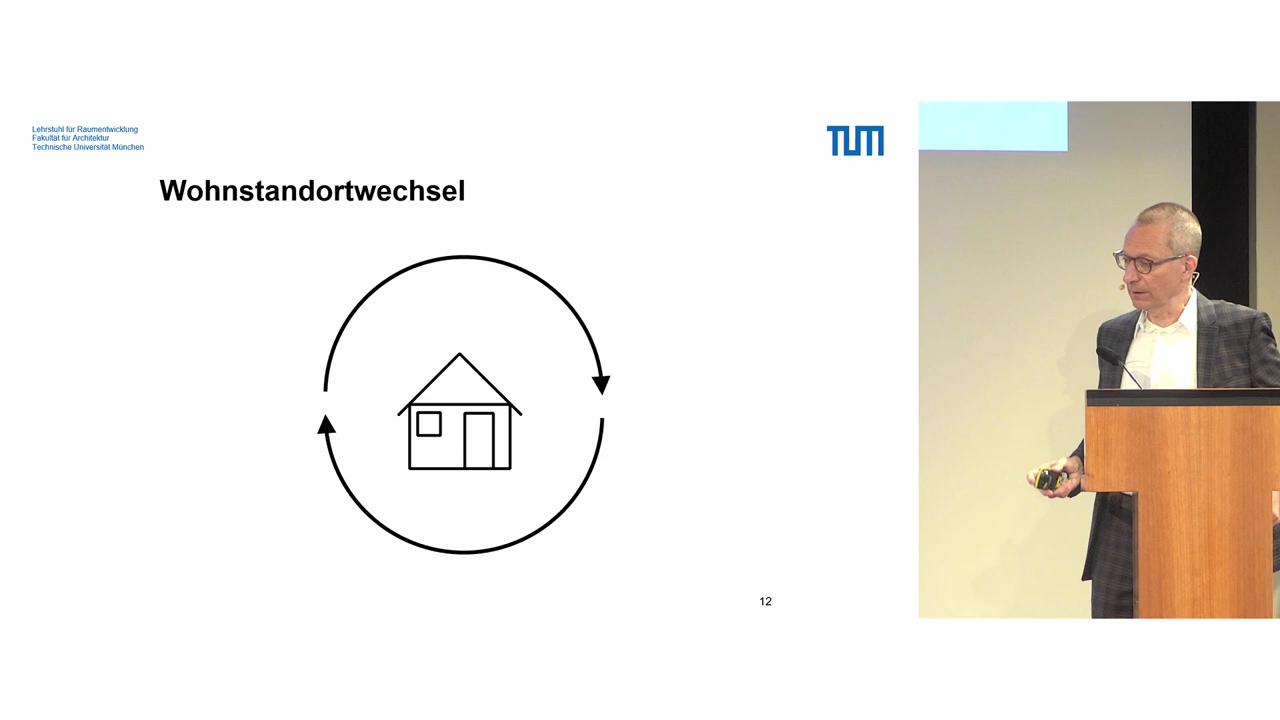 Lehrstuhl für Raumentwicklung
Fakultät für Architektur
Technische Universität München
TUM
Wohnstandortwechsel
12